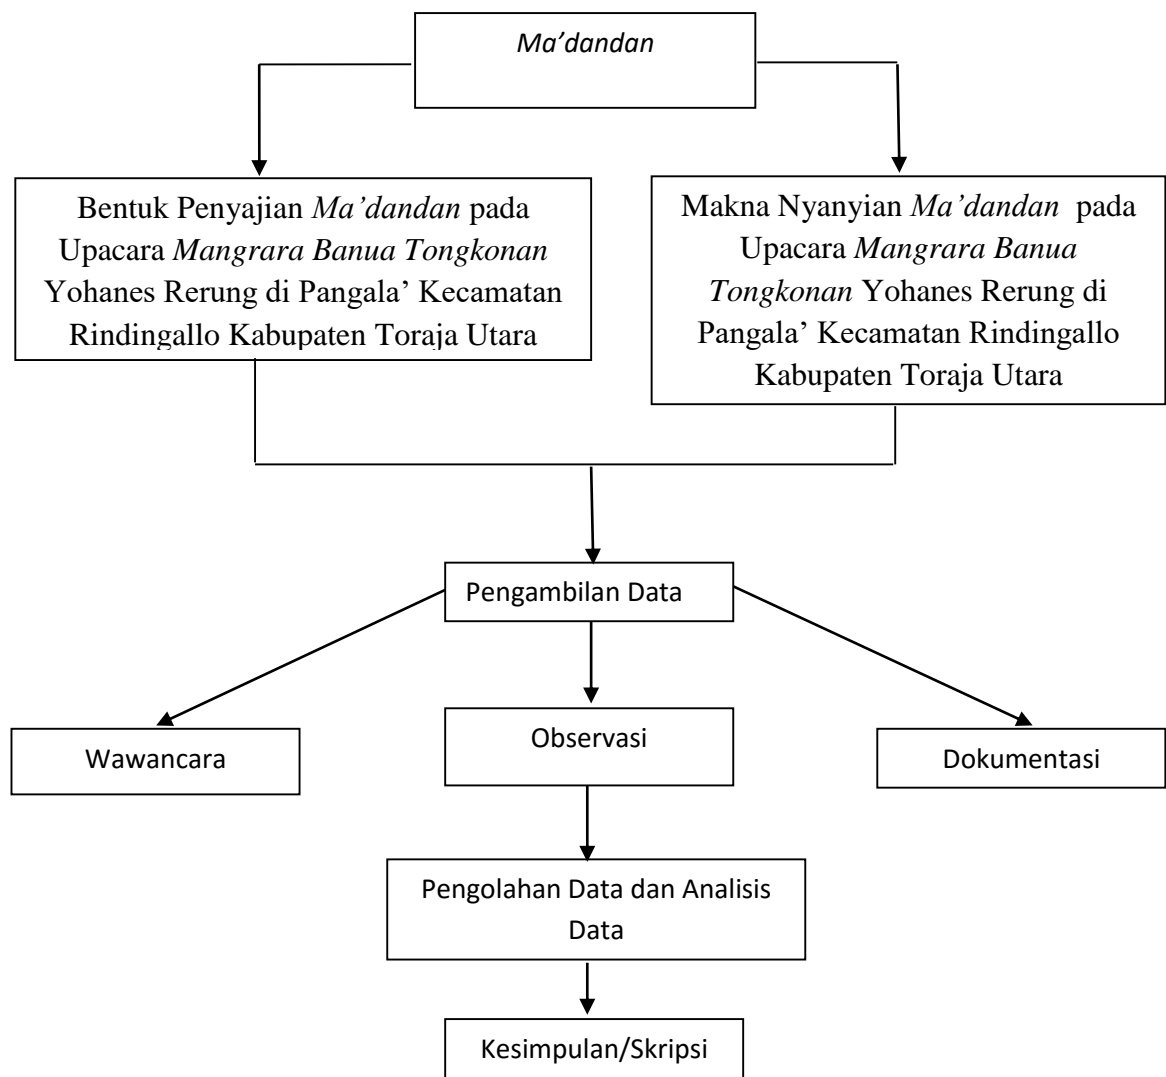 Ma’dandan
Bentuk Penyajian Ma’dandan pada
Upacara Mangrara Banua Tongkonan
Yohanes Rerung di Pangala’ Kecamatan
Rindingallo Kabupaten Toraja Utara
Makna Nyanyian Ma’dandan pada
Upacara Mangrara Banua
Tongkonan Yohanes Rerung di
Pangala’ Kecamatan Rindingallo
Kabupaten Toraja Utara
Pengambilan Data
Wawancara
Observasi
Dokumentasi
Pengolahan Data dan Analisis
Data
Kesimpulan/Skripsi